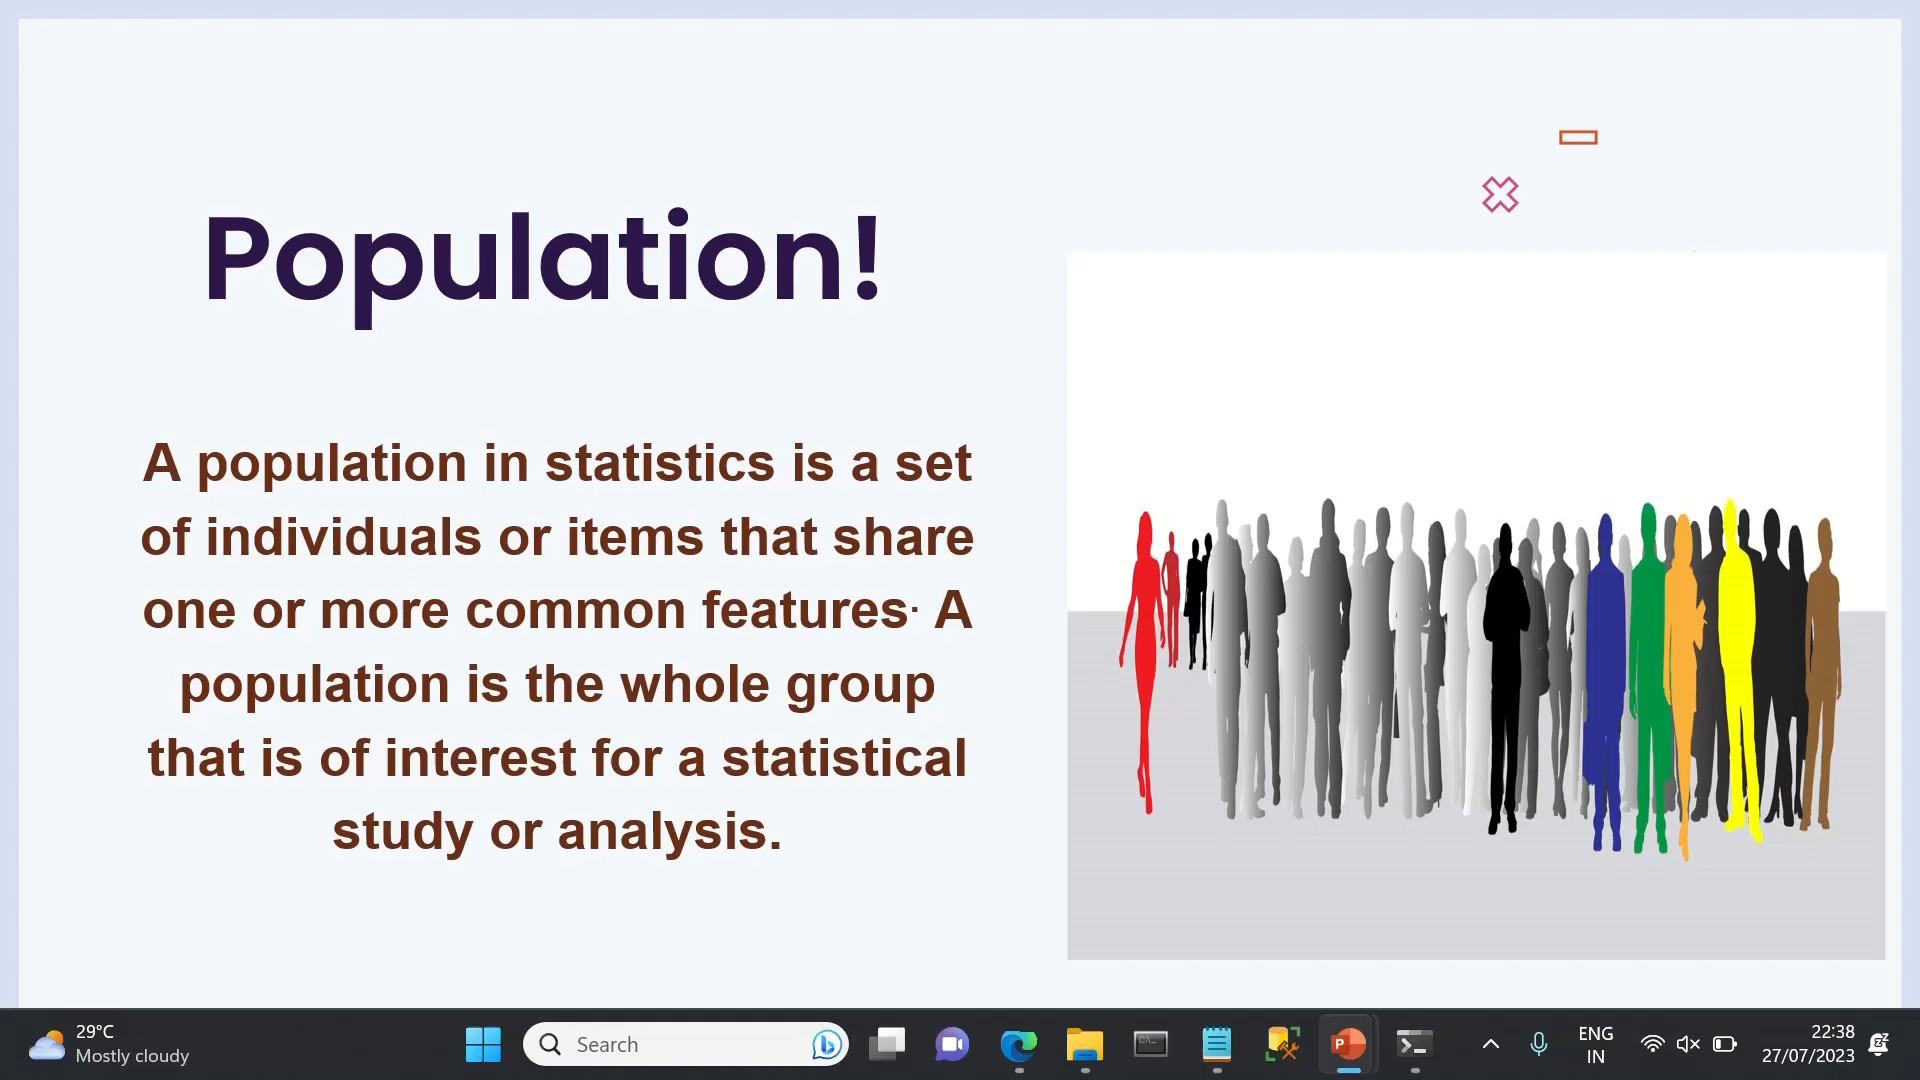 Population!
A population in statistics is a set
of individuals or items that share
one or more common features. A
population is the whole group
that is of interest for a statistical
study or analysis.
29°C
Mostly cloudy
Search
ENG
IN
22:38
27/07/2023